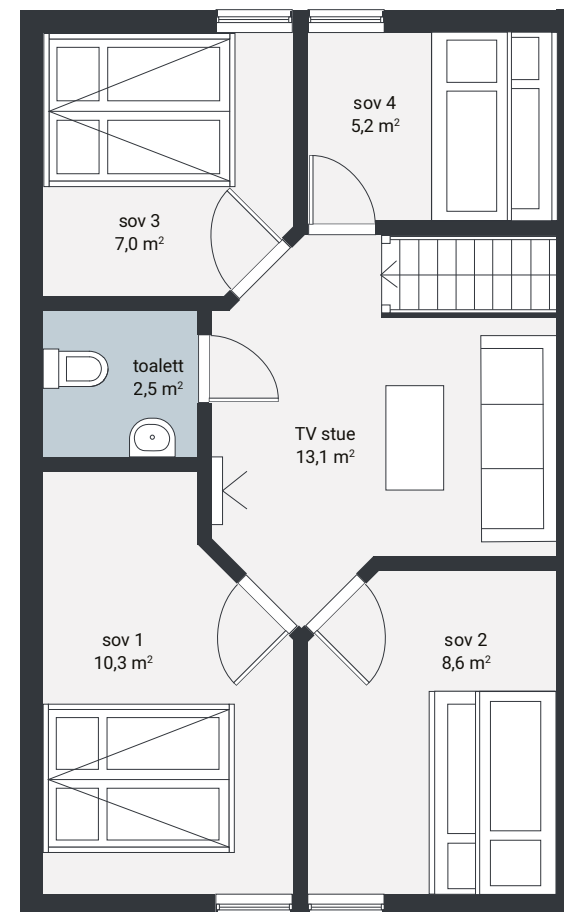 sov 4
5,2 m²
sov 3
7,0 m²
toalett
2,5 m²
TV stue
13,1 m²
sov 1
10,3 m²
sov 2
8,6 m²